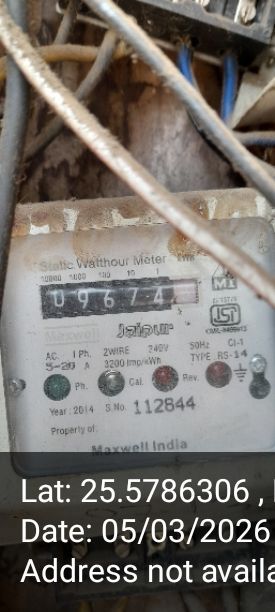 Static Watthour Meter KWh
10000 1000 100 10 1
09674
Maxwell Jaipur
AC. 1 Ph. 2WIRE 240V 50Hz Cl-1
5-20 A 3200 Imp/kWh TYPE: RS-14
Ph. Cal. Rev.
Year: 2014 S.No. 112844
Property of.
Maxwell India
Lat: 25.5786306 ,
Date: 05/03/2026
Address not availa